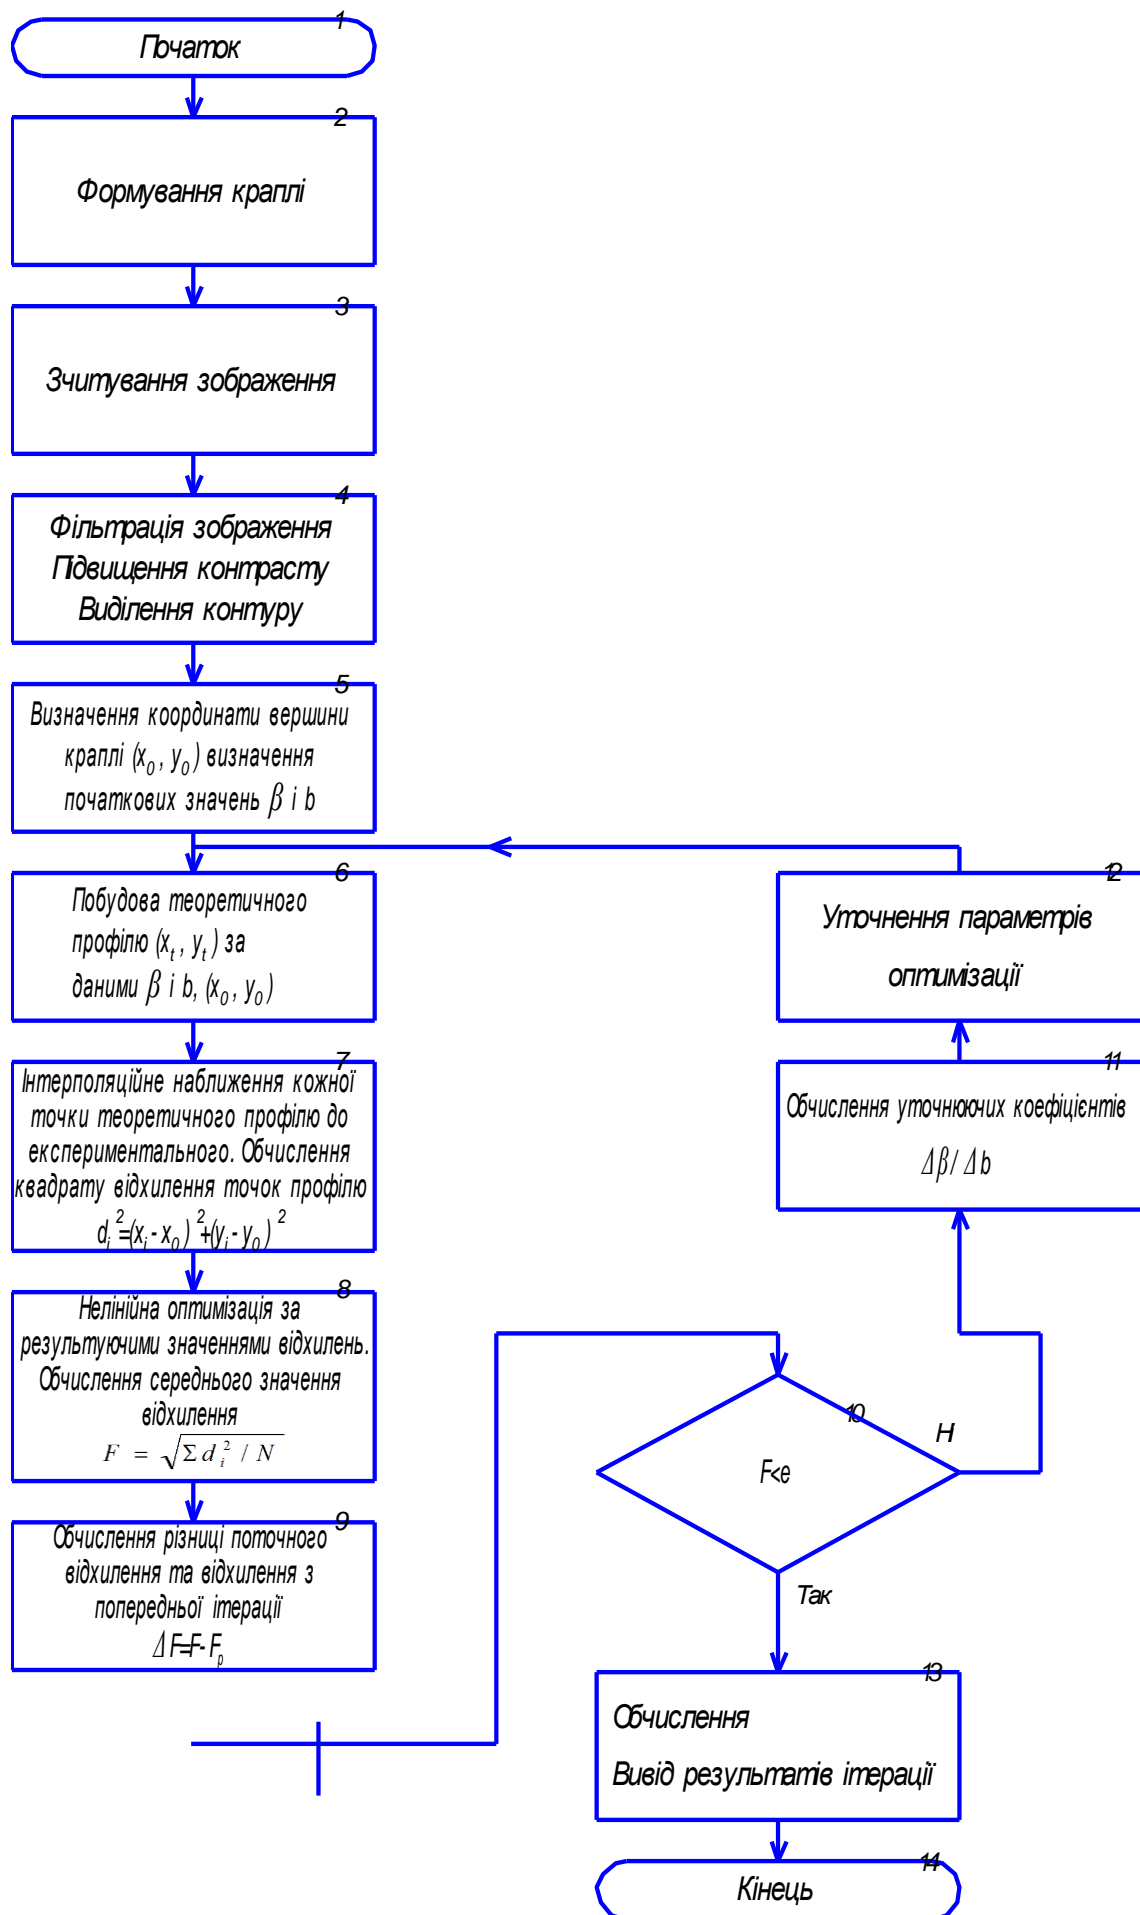 1
Початок
2
Формування краплі
3
Зчитування зображення
4
Фільтрація зображення
Підвищення контрасту
Виділення контуру
5
Визначення координати вершини
краплі (x₀, y₀) визначення
початкових значень β і b
6
Побудова теоретичного
профілю (xₜ, yₜ) за
даними β і b, (x₀, y₀)
7
Інтерполяційне наближення кожної
точки теоретичного профілю до
експериментального. Обчислення
квадрату відхилення точок профілю
dᵢ²=(xᵢ- x₀)²+(yᵢ- y₀)²
8
Нелінійна оптимізація за
результуючими значеннями відхилень.
Обчислення середнього значення
відхилення
F = √(Σ dᵢ² / N)
9
Обчислення різниці поточного
відхилення та відхилення з
попередньої ітерації
ΔF=F-Fₚ
10
F<e
Н
Так
11
Обчислення уточнюючих коефіцієнтів
Δβ/Δb
12
Уточнення параметрів
оптимізації
13
Обчислення
Вивід результатів ітерації
14
Кінець